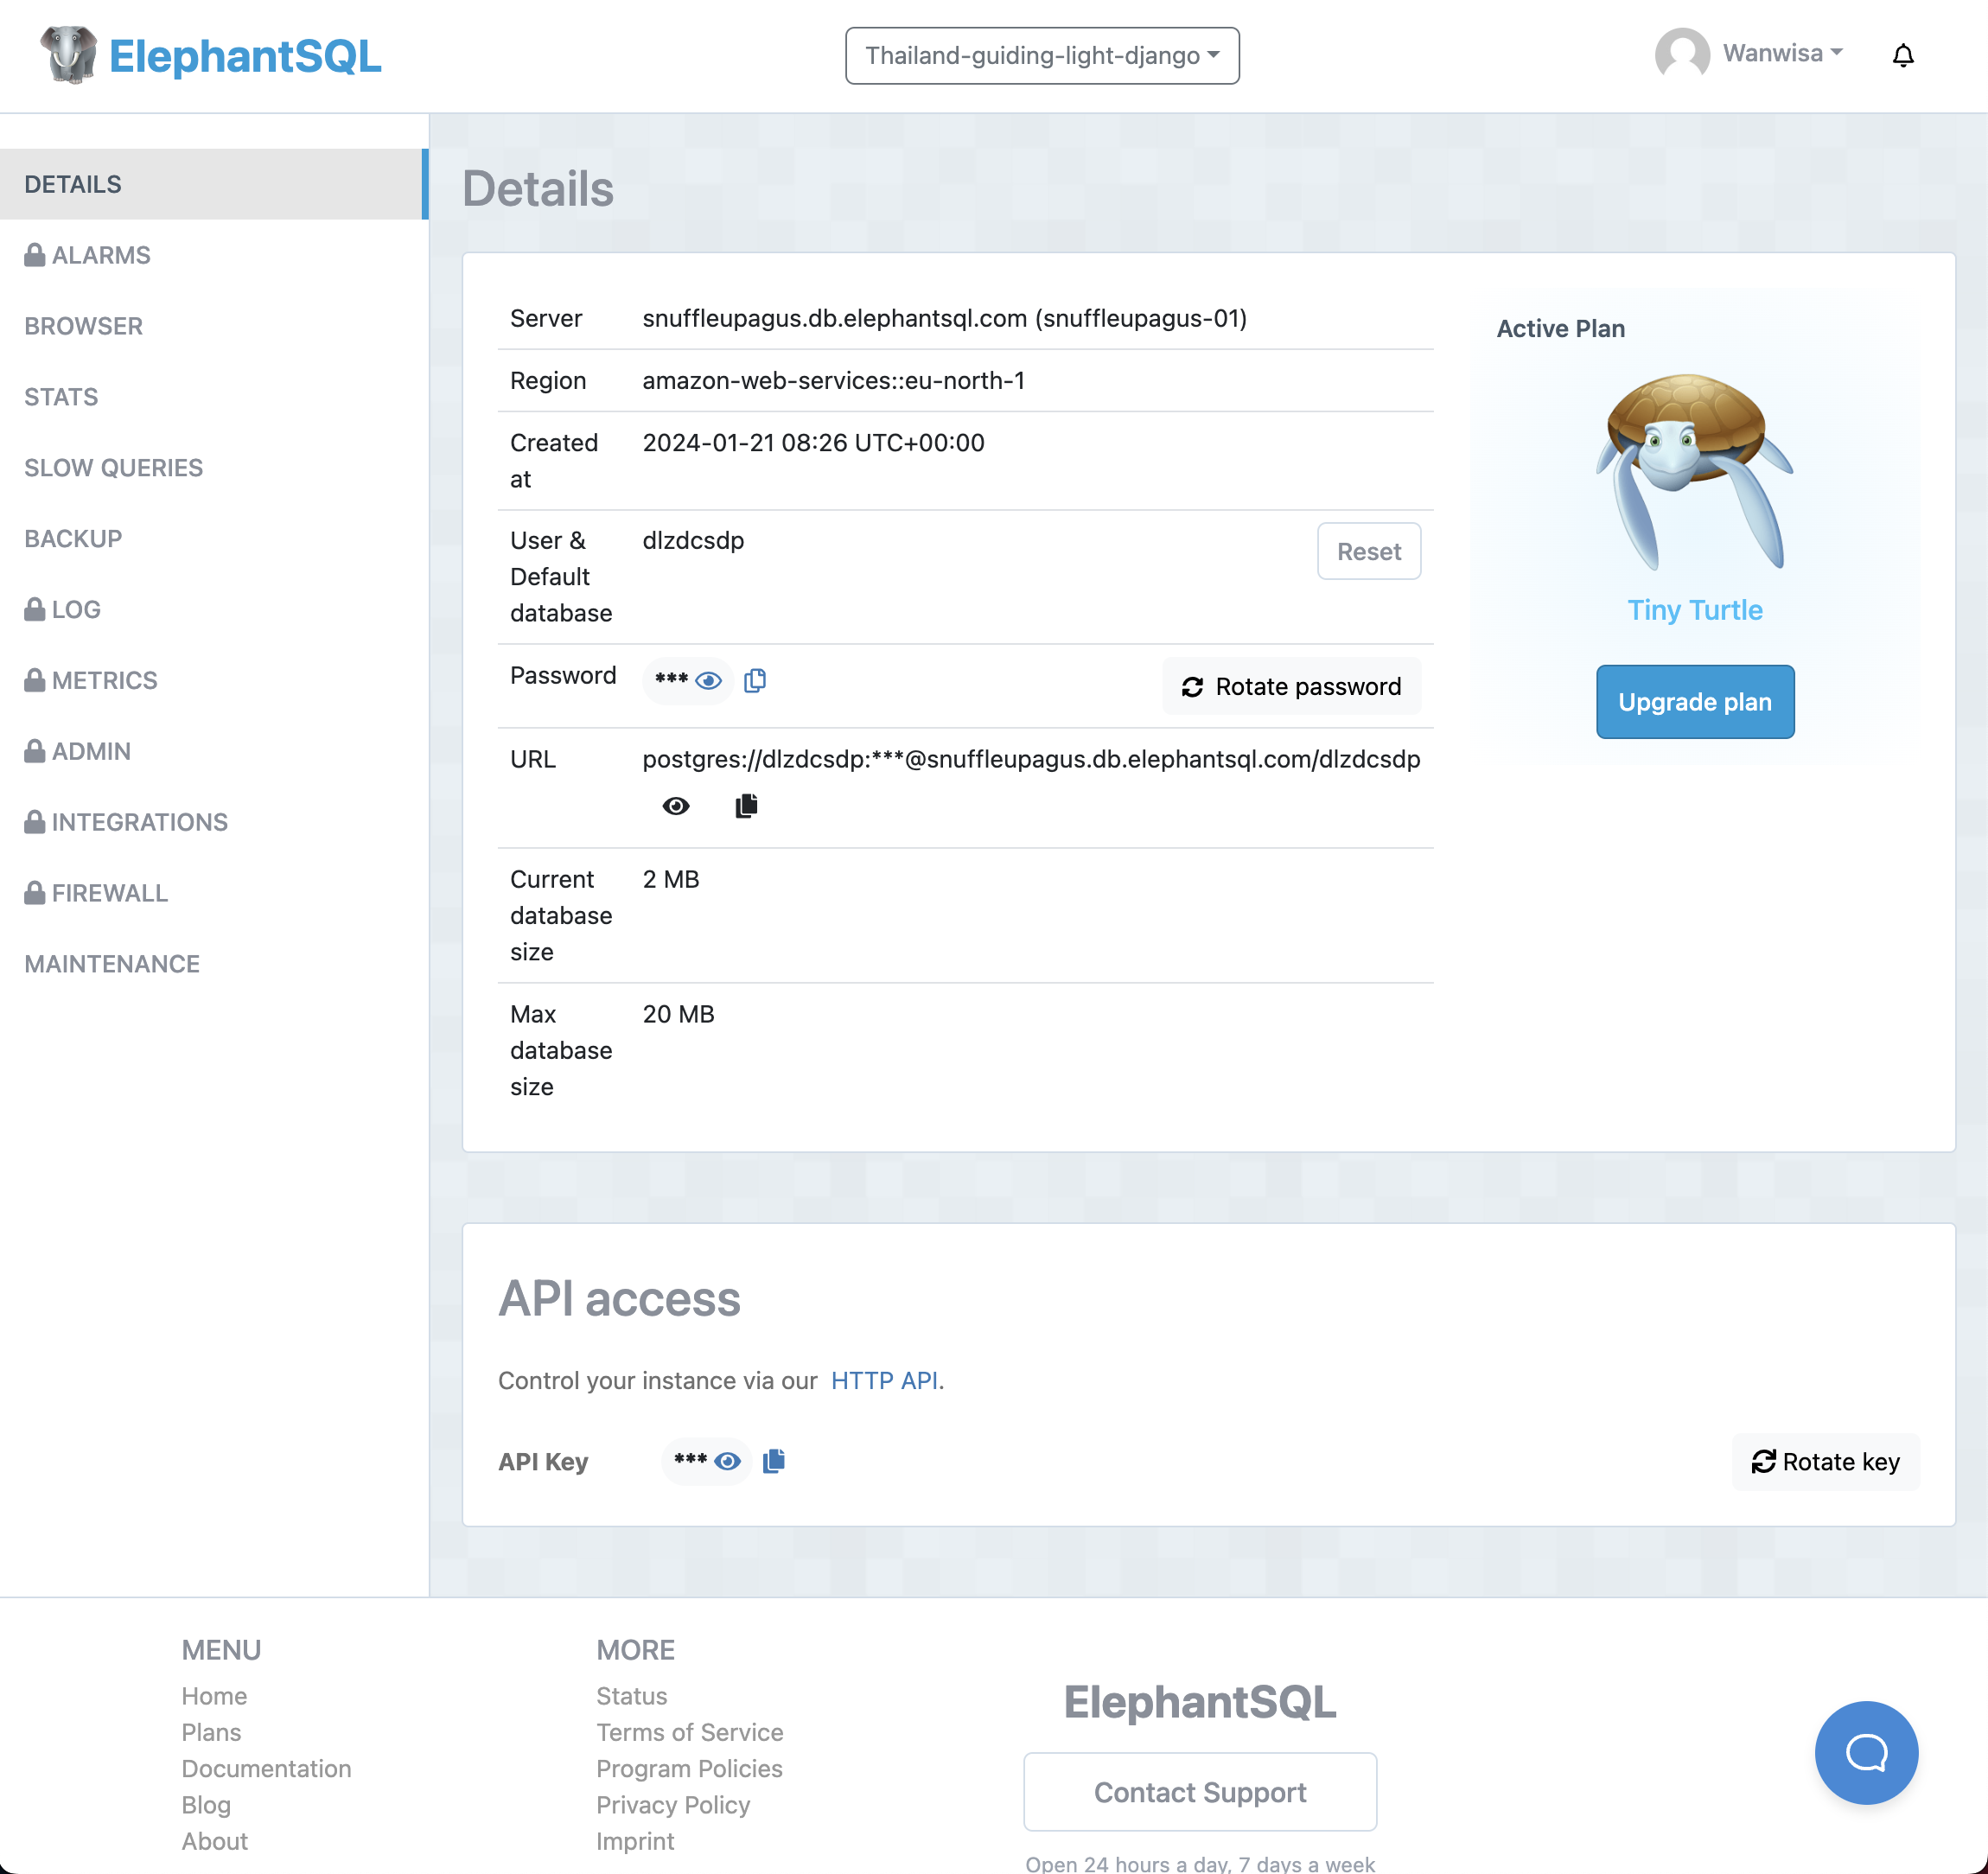 ElephantSQL
Thailand-guiding-light-django
Wanwisa
DETAILS
ALARMS
BROWSER
STATS
SLOW QUERIES
BACKUP
LOG
METRICS
ADMIN
INTEGRATIONS
FIREWALL
MAINTENANCE
Details
Server snuffleupagus.db.elephantsql.com (snuffleupagus-01)
Region amazon-web-services::eu-north-1
Created 2024-01-21 08:26 UTC+00:00
at
User & dlzdcsdp Reset
Default
database
Password *** Rotate password
URL postgres://dlzdcsdp:***@snuffleupagus.db.elephantsql.com/dlzdcsdp
Current 2 MB
database
size
Max 20 MB
database
size
Active Plan
Tiny Turtle
Upgrade plan
API access
Control your instance via our HTTP API.
API Key *** Rotate key
MENU
Home
Plans
Documentation
Blog
About
MORE
Status
Terms of Service
Program Policies
Privacy Policy
Imprint
ElephantSQL
Contact Support
Open 24 hours a day, 7 days a week